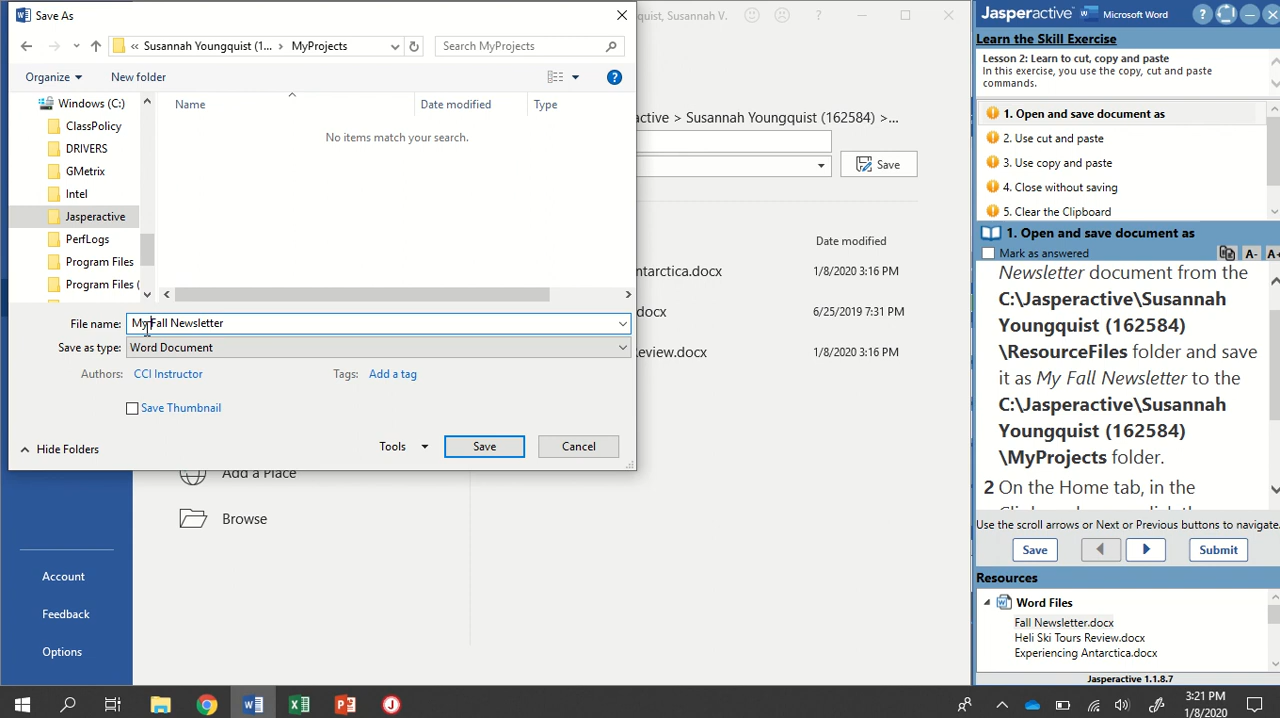 Save As
quist, Susannah V.
Susannah Youngquist (1...
MyProjects
Search MyProjects
Organize
New folder
Windows (C:)
ClassPolicy
DRIVERS
GMetrix
Intel
Jasperactive
PerfLogs
Program Files
Program Files (
Name
Date modified
Type
No items match your search.
File name:
My Fall Newsletter
Save as type:
Word Document
Authors:
CCI Instructor
Tags:
Add a tag
Save Thumbnail
Hide Folders
Tools
Save
Cancel
active > Susannah Youngquist (162584) >...
Save
Date modified
ntarctica.docx
1/8/2020 3:16 PM
docx
6/25/2019 7:31 PM
Review.docx
1/8/2020 3:16 PM
Add a Place
Browse
Account
Feedback
Options
Jasperactive™
Microsoft Word
Learn the Skill Exercise
Lesson 2: Learn to cut, copy and paste
In this exercise, you use the copy, cut and paste
commands.
1. Open and save document as
2. Use cut and paste
3. Use copy and paste
4. Close without saving
5. Clear the Clipboard
1. Open and save document as
Mark as answered
A-
A+
Newsletter document from the
C:\Jasperactive\Susannah
Youngquist (162584)
\ResourceFiles folder and save
it as My Fall Newsletter to the
C:\Jasperactive\Susannah
Youngquist (162584)
\MyProjects folder.
2 On the Home tab, in the
Use the scroll arrows or Next or Previous buttons to navigate.
Save
Submit
Resources
Word Files
Fall Newsletter.docx
Heli Ski Tours Review.docx
Experiencing Antarctica.docx
Jasperactive 1.1.8.7
3:21 PM
1/8/2020